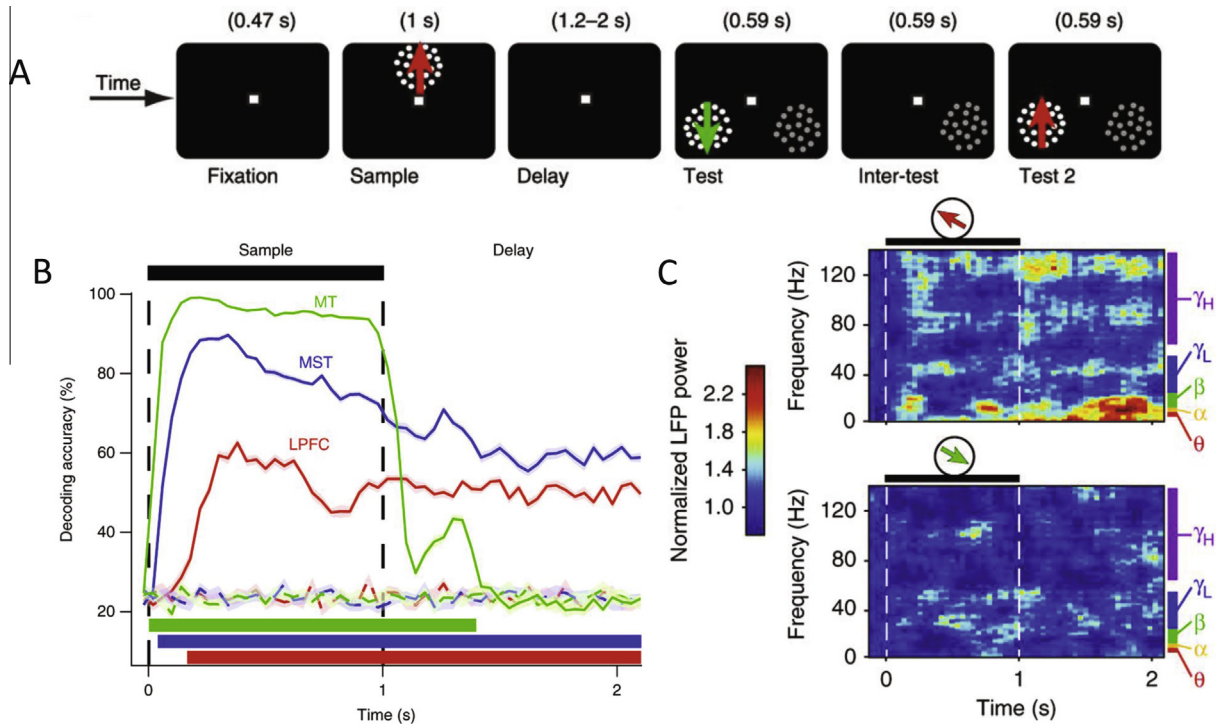 (0.47 s) (1 s) (1.2–2 s) (0.59 s) (0.59 s) (0.59 s)
A
Time
Fixation Sample Delay Test Inter-test Test 2
B
Sample Delay
100
80
60
40
20
Decoding accuracy (%)
MT
MST
LPFC
0 1 2
Time (s)
C
Normalized LFP power
2.2
1.8
1.4
1.0
Frequency (Hz)
120
80
40
0
γH
γL
β
α
θ
Frequency (Hz)
120
80
40
0
γH
γL
β
α
θ
0 1 2
Time (s)